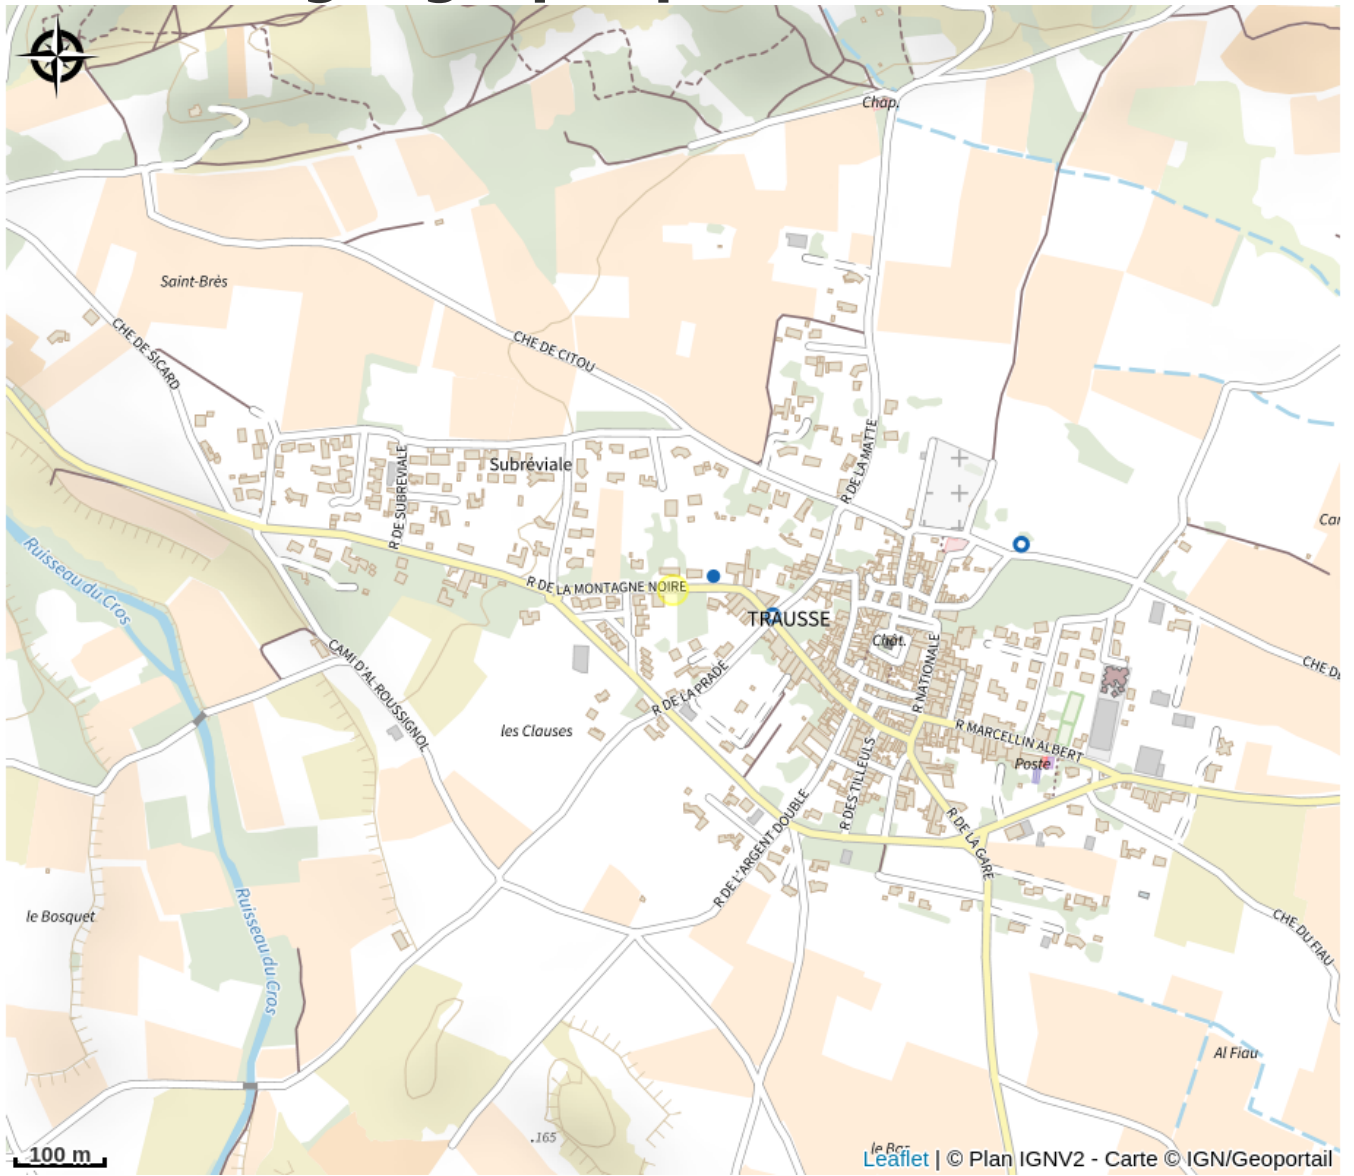 Chap.
Saint-Brès
CHE DE SICARD
CHE DE CITOU
R DE LA MATTE
Subréviale
R DE SUBREVIALE
Ruisseau du Cros
R DE LA MONTAGNE NOIRE
TRAUSSE
Chât.
CAMI D'AL ROUSSIGNOL
R DE LA PRADE
R NATIONALE
les Clauses
R MARCELLIN ALBERT
Poste
R DES TILLEULS
R DE L'ARGENT DOUBLE
R DE LA GARE
le Bosquet
Ruisseau du Cros
CHE DU FIAU
Al Fiau
.165
100 m
Leaflet | © Plan IGNV2 - Carte © IGN/Geoportail